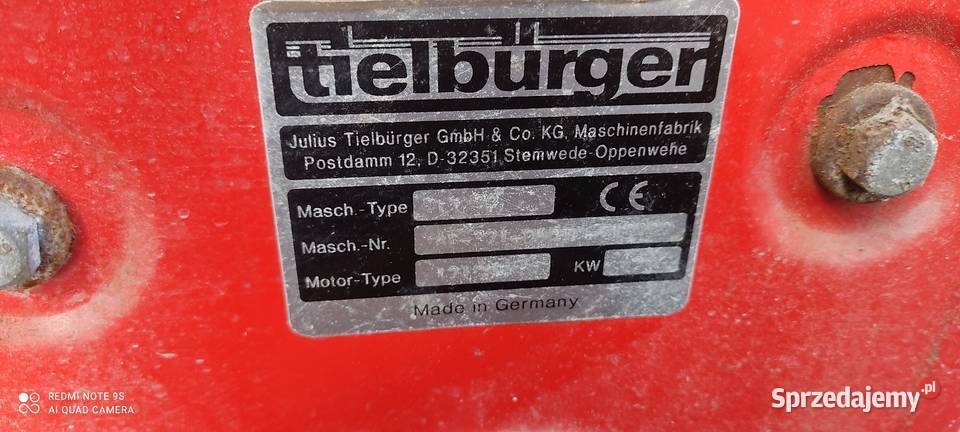 tielbürger
Julius Tielbürger GmbH & Co. KG, Maschinenfabrik
Postdamm 12, D-32351 Stemwede-Oppenwehe
Masch.-Type CE
Masch.-Nr.
Motor-Type KW
Made in Germany
REDMI NOTE 9S
AI QUAD CAMERA
Sprzedajemy.pl